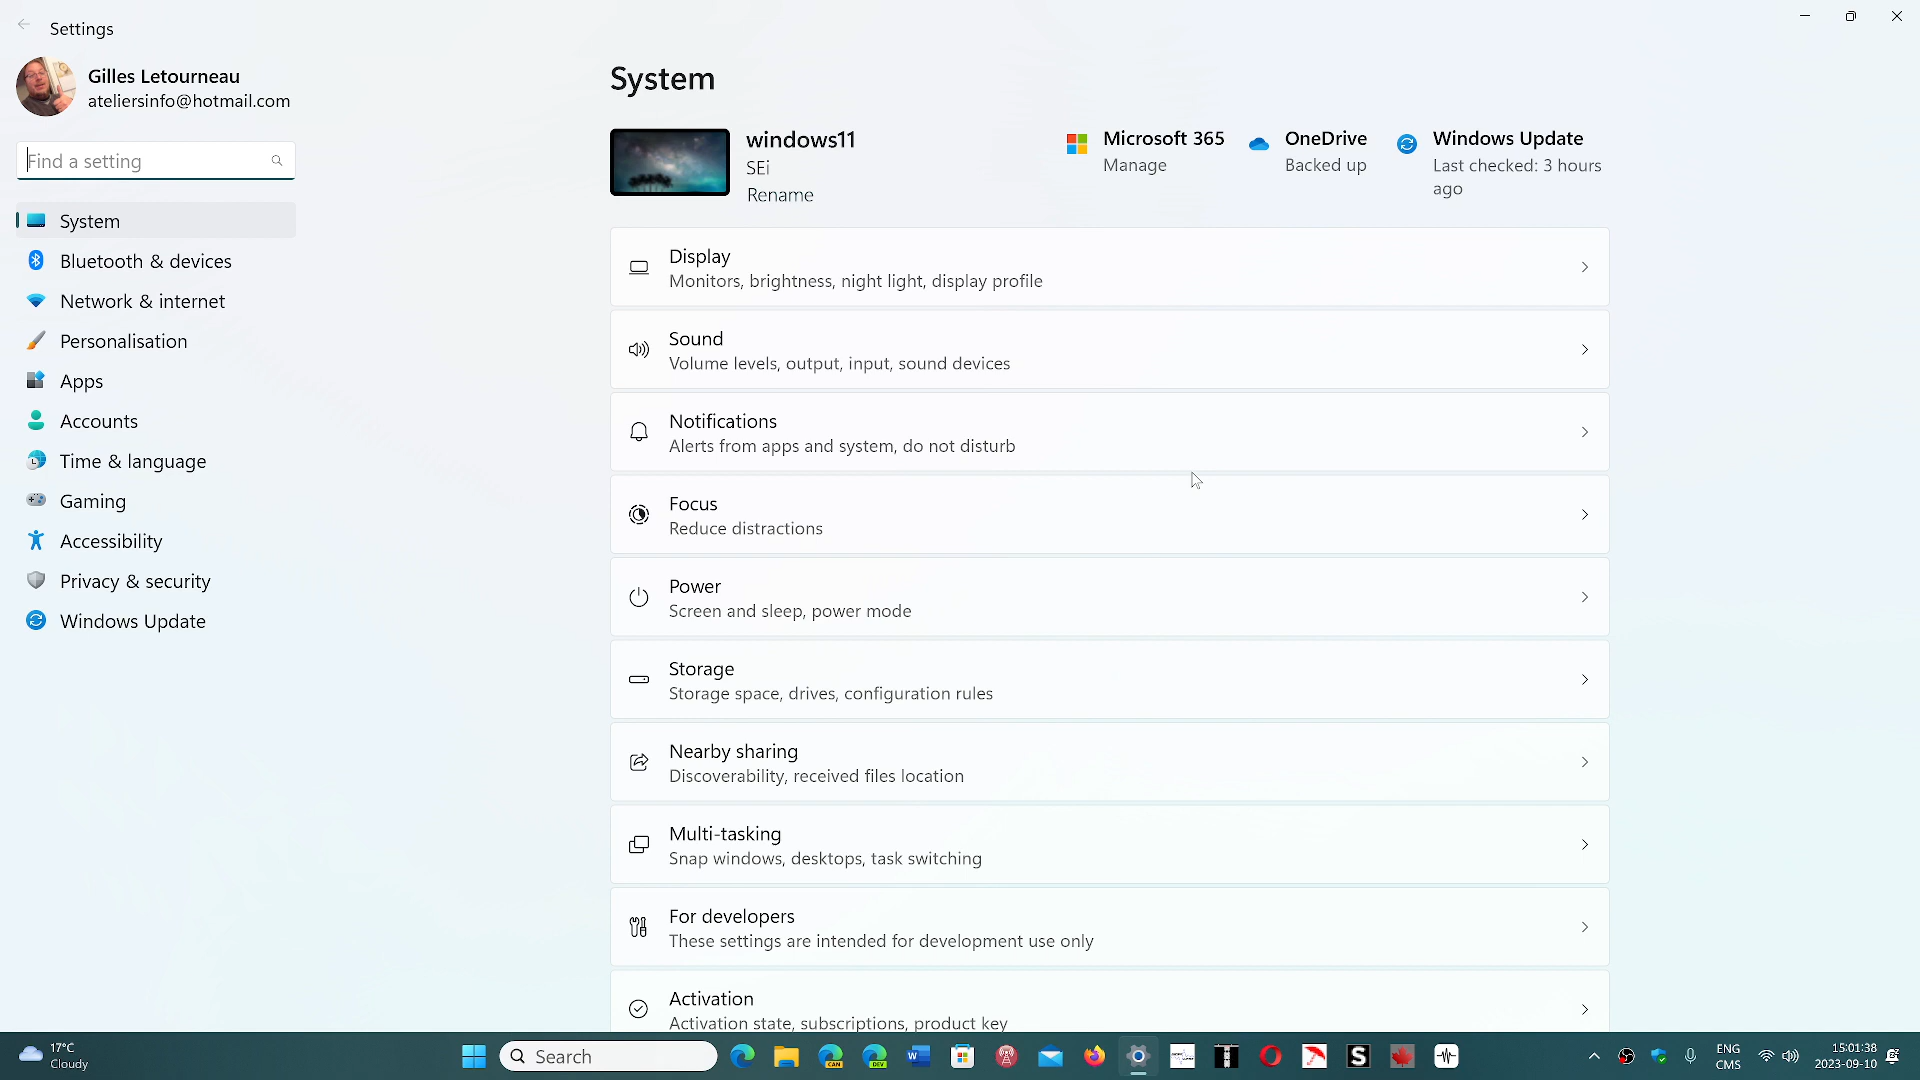 Settings
Gilles Letourneau
ateliersinfo@hotmail.com
Find a setting
System
Bluetooth & devices
Network & internet
Personalisation
Apps
Accounts
Time & language
Gaming
Accessibility
Privacy & security
Windows Update
System
windows11
SEi
Rename
Microsoft 365
Manage
OneDrive
Backed up
Windows Update
Last checked: 3 hours
ago
Display
Monitors, brightness, night light, display profile
Sound
Volume levels, output, input, sound devices
Notifications
Alerts from apps and system, do not disturb
Focus
Reduce distractions
Power
Screen and sleep, power mode
Storage
Storage space, drives, configuration rules
Nearby sharing
Discoverability, received files location
Multi-tasking
Snap windows, desktops, task switching
For developers
These settings are intended for development use only
Activation
Activation state, subscriptions, product key
17°C
Cloudy
Search
CAN
DEV
W
S
ENG
CMS
15:01:38
2023-09-10